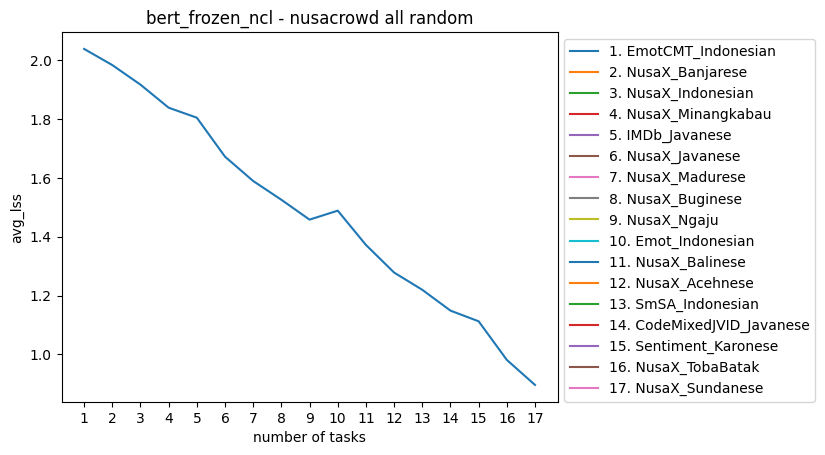 bert_frozen_ncl - nusacrowd all random
avg_lss
2.0
1.8
1.6
1.4
1.2
1.0
1 2 3 4 5 6 7 8 9 10 11 12 13 14 15 16 17
number of tasks
1. EmotCMT_Indonesian
2. NusaX_Banjarese
3. NusaX_Indonesian
4. NusaX_Minangkabau
5. IMDb_Javanese
6. NusaX_Javanese
7. NusaX_Madurese
8. NusaX_Buginese
9. NusaX_Ngaju
10. Emot_Indonesian
11. NusaX_Balinese
12. NusaX_Acehnese
13. SmSA_Indonesian
14. CodeMixedJVID_Javanese
15. Sentiment_Karonese
16. NusaX_TobaBatak
17. NusaX_Sundanese